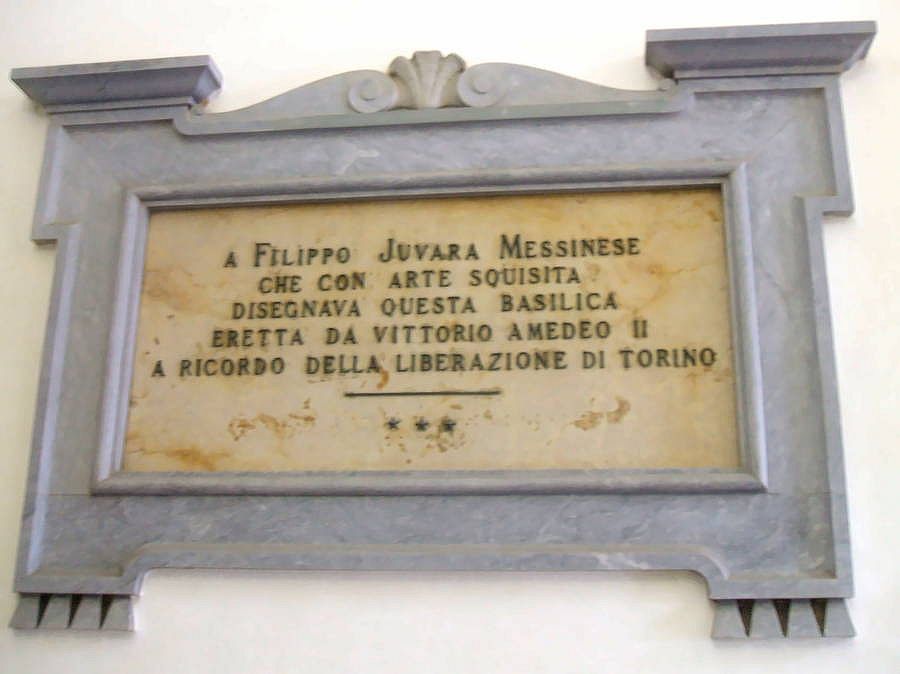 A FILIPPO JUVARA MESSINESE
CHE CON ARTE SQUISITA
DISEGNAVA QUESTA BASILICA
ERETTA DA VITTORIO AMEDEO II
A RICORDO DELLA LIBERAZIONE DI TORINO